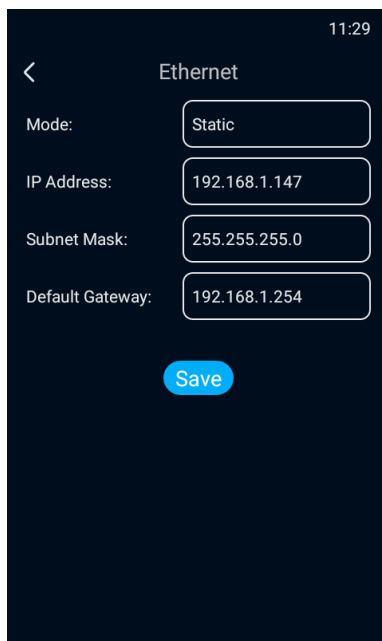 11:29
Ethernet
Mode: Static
IP Address: 192.168.1.147
Subnet Mask: 255.255.255.0
Default Gateway: 192.168.1.254
Save